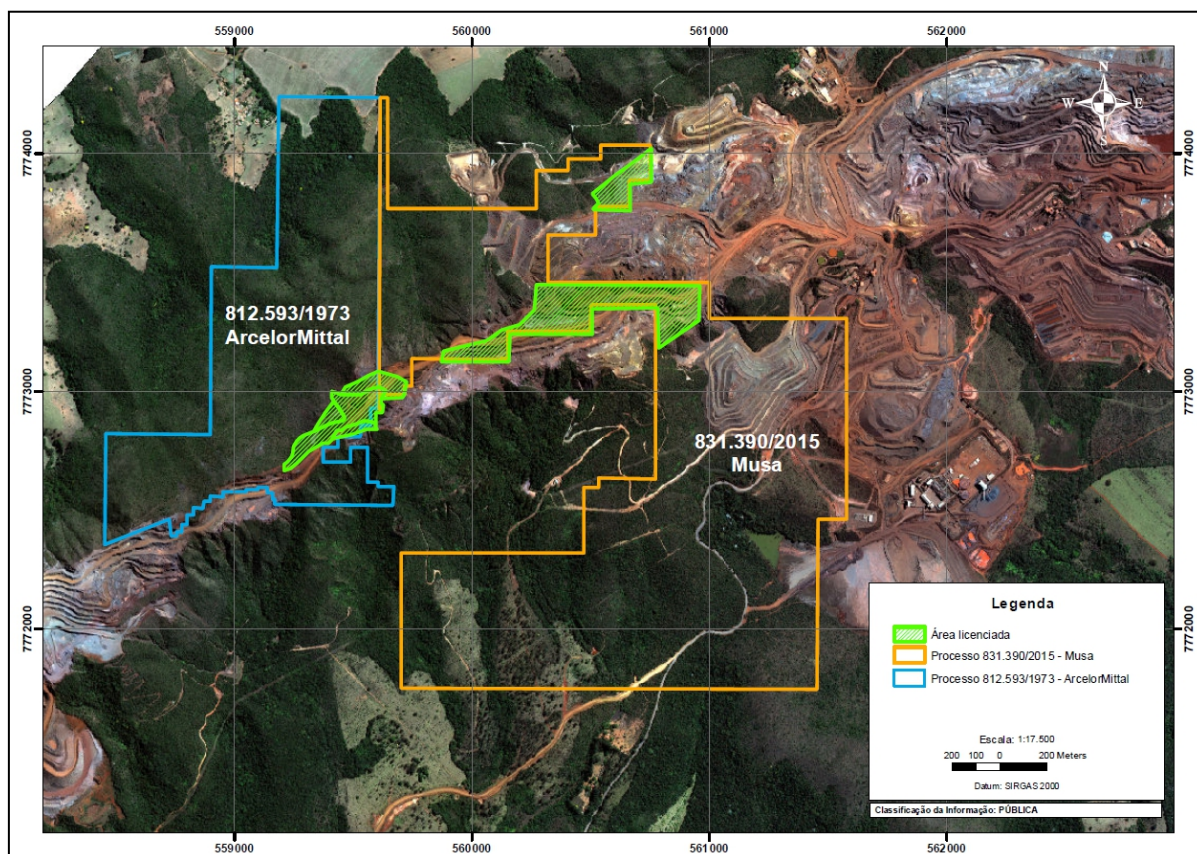 559000 560000 561000 562000
N
W E
S
7774000 7774000
812.593/1973
ArcelorMittal
7773000 7773000
831.390/2015
Musa
7772000 7772000
Legenda
Área licenciada
Processo 831.390/2015 - Musa
Processo 812.593/1973 - ArcelorMittal
Escala: 1:17.500
200 100 0 200 Meters
Datum: SIRGAS 2000
Classificação da Informação: PÚBLICA
559000 560000 561000 562000